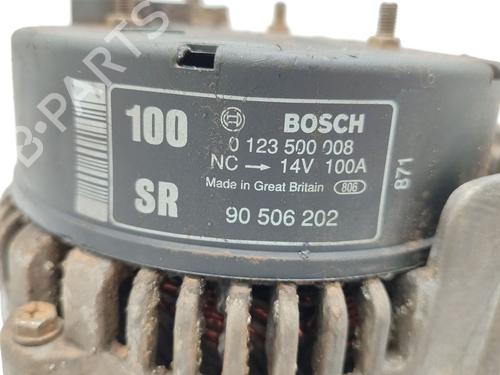 B-PARTS
100
BOSCH
0 123 500 008
NC → 14V 100A
SR
Made in Great Britain 806
90 506 202
871